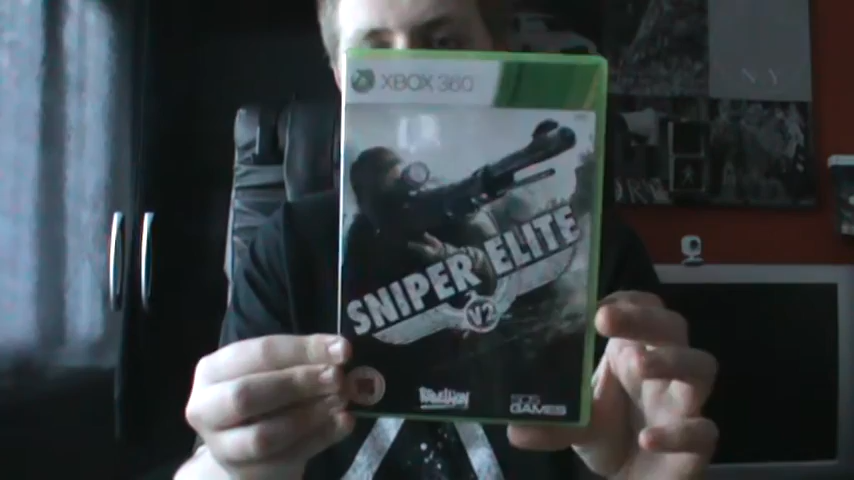 XBOX 360
SNIPER ELITE
V2
Rebellion
505
GAMES
N.Y